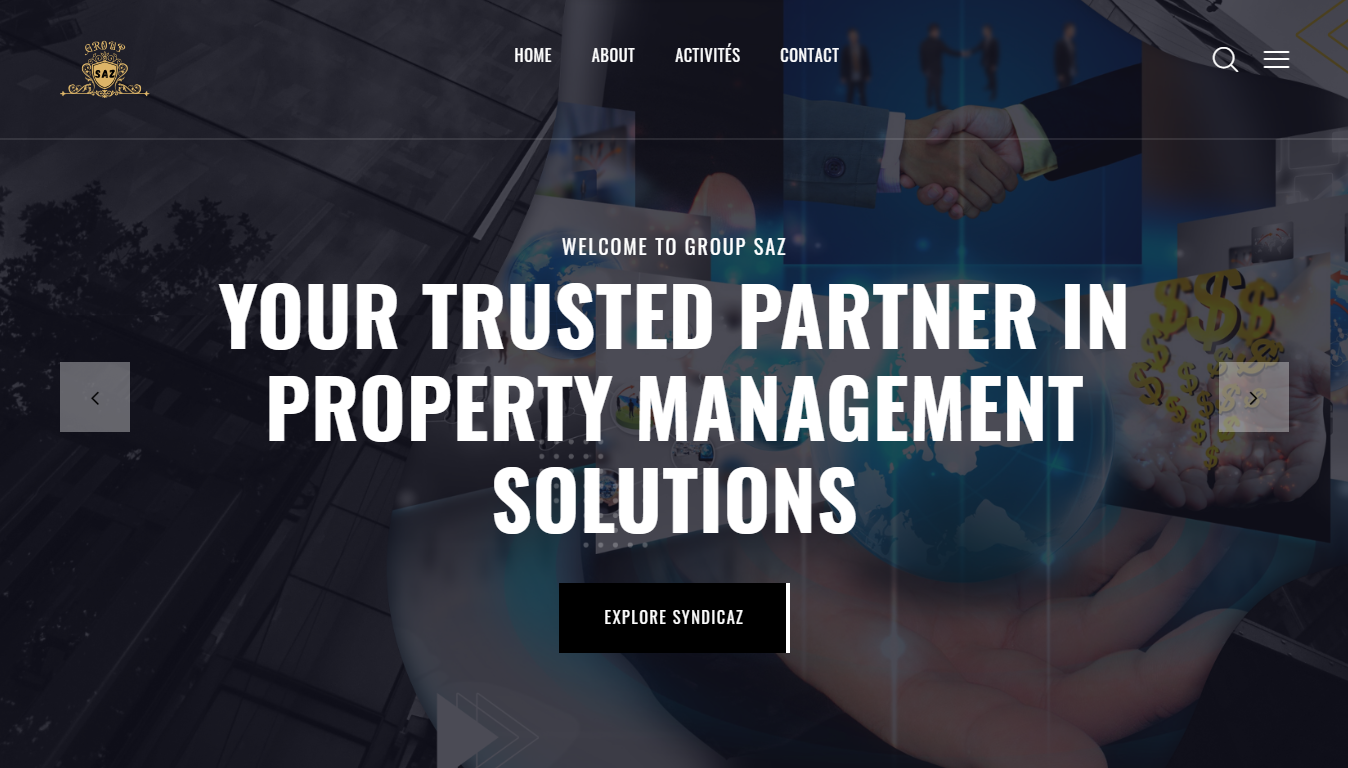 GROUP
SAZ
HOME
ABOUT
ACTIVITÉS
CONTACT
WELCOME TO GROUP SAZ
YOUR TRUSTED PARTNER IN
PROPERTY MANAGEMENT
SOLUTIONS
EXPLORE SYNDICAZ